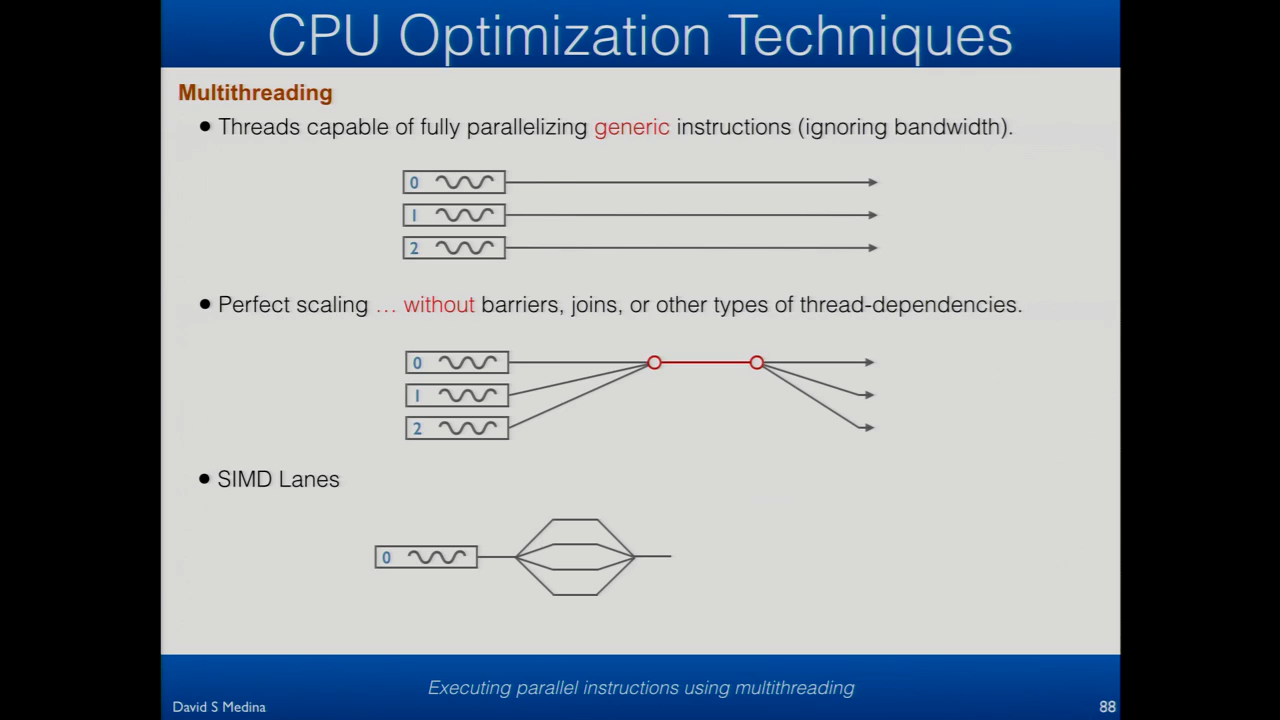 CPU Optimization Techniques
Multithreading
• Threads capable of fully parallelizing generic instructions (ignoring bandwidth).
0
1
2
• Perfect scaling … without barriers, joins, or other types of thread-dependencies.
0
1
2
• SIMD Lanes
0
Executing parallel instructions using multithreading
David S Medina
88